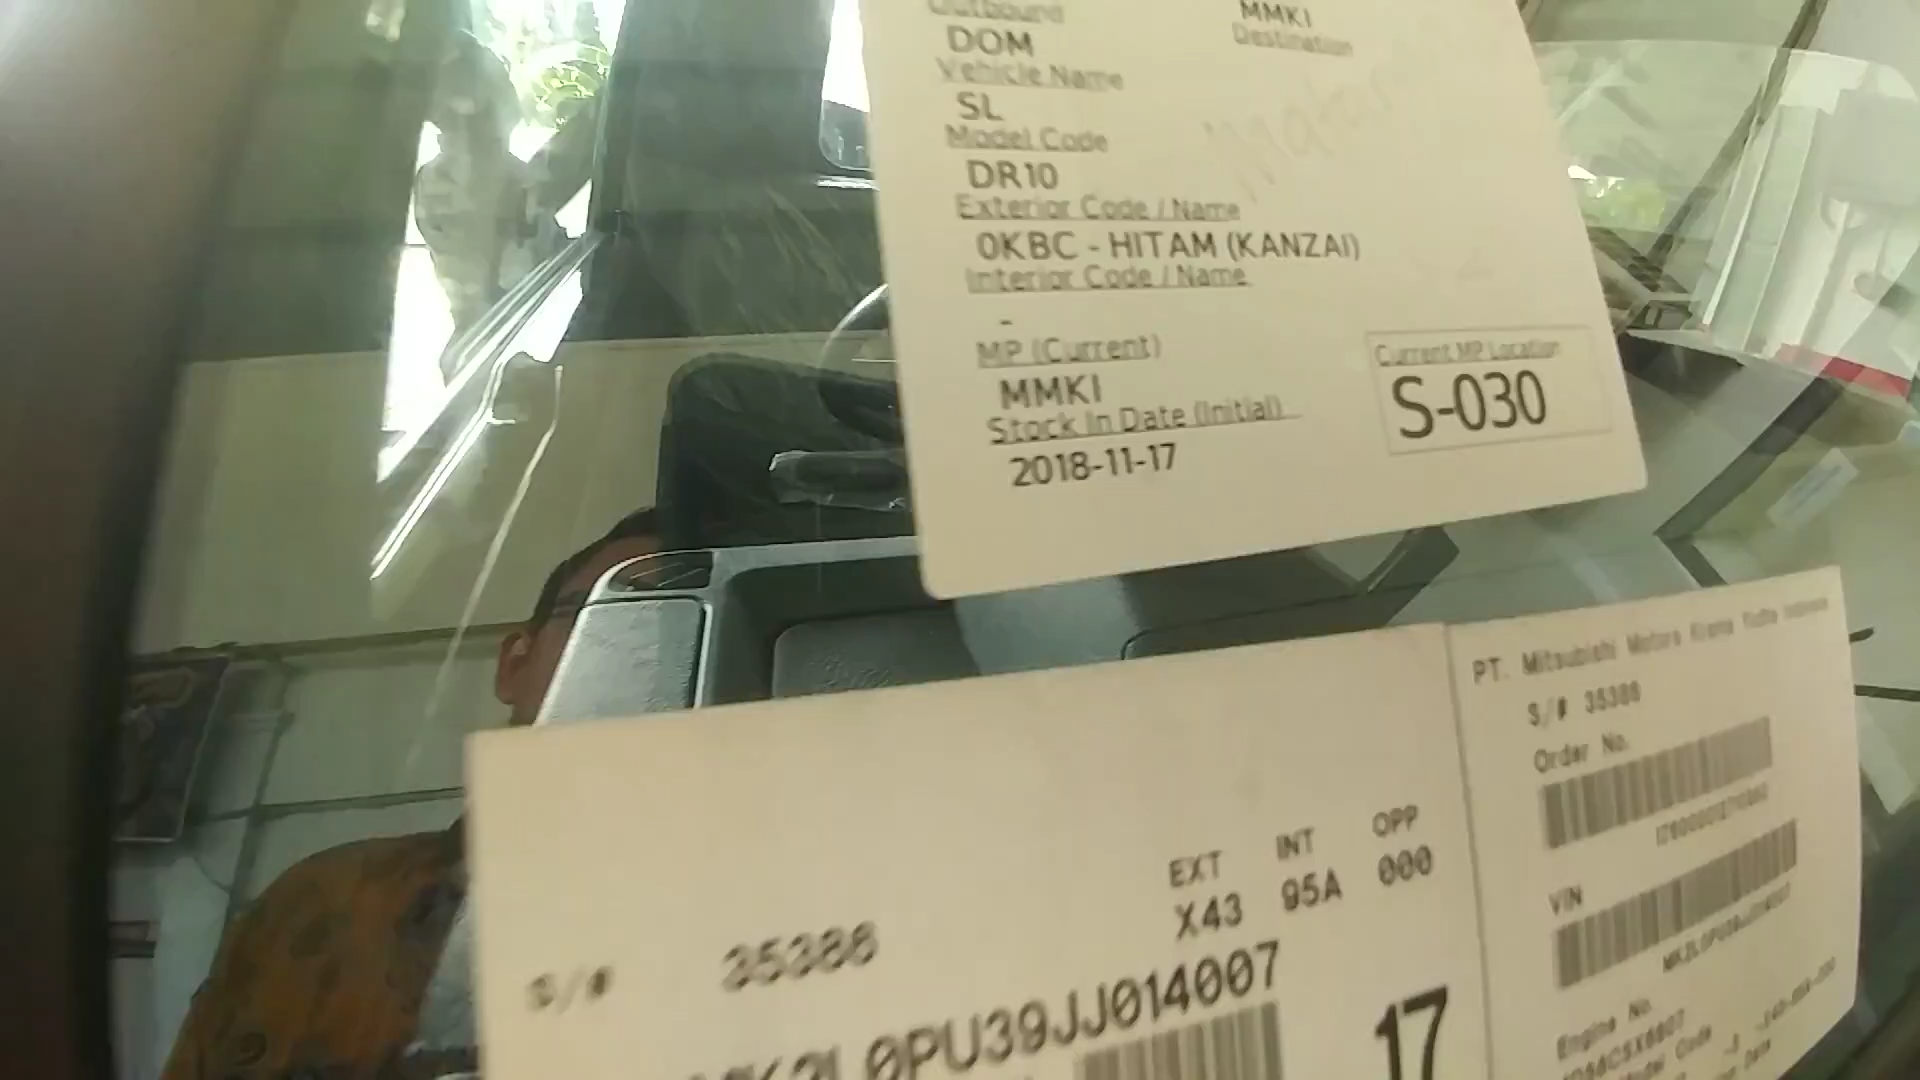 Outbound
DOM
MMKI
Destination
Vehicle Name
SL
Model Code
DR10
Exterior Code / Name
0KBC - HITAM (KANZAI)
Interior Code / Name
-
MP (Current)
MMKI
Stock In Date (Initial)
2018-11-17
Current MP Location
S-030
PT. Mitsubishi Motors Krama Yudha Indonesia
S/# 35388
Order No.
VIN
Engine No.
EXT INT OPP
X43 95A 000
S/# 35388
MK2L0PU39JJ014007
17